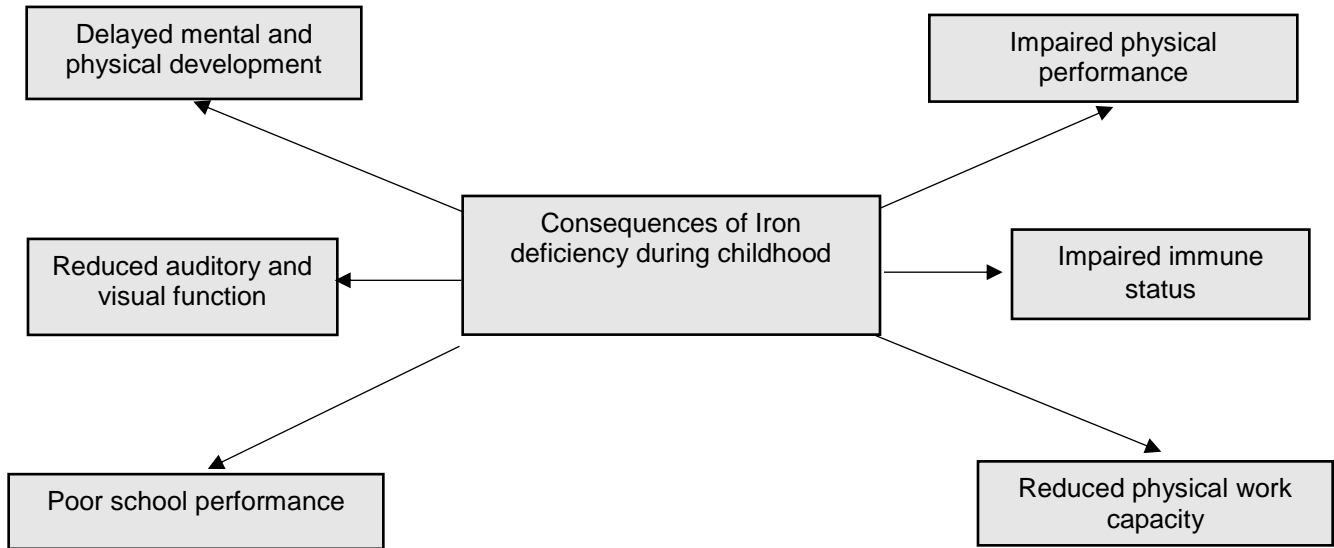 Delayed mental and
physical development
Impaired physical
performance
Consequences of Iron
deficiency during childhood
Reduced auditory and
visual function
Impaired immune
status
Poor school performance
Reduced physical work
capacity